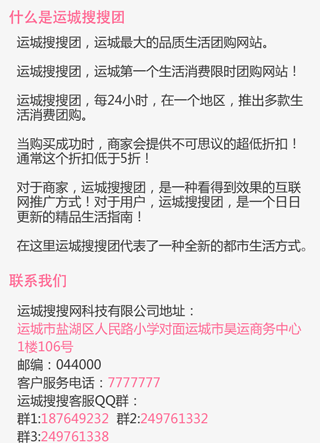 什么是运城搜搜团
运城搜搜团，运城最大的品质生活团购网站。
运城搜搜团，运城第一个生活消费限时团购网站！
运城搜搜团，每24小时，在一个地区，推出多款生
活消费团购。
当购买成功时，商家会提供不可思议的超低折扣！
通常这个折扣低于5折！
对于商家，运城搜搜团，是一种看得到效果的互联
网推广方式！对于用户，运城搜搜团，是一个日日
更新的精品生活指南！
在这里运城搜搜团代表了一种全新的都市生活方式。
联系我们
运城搜搜网科技有限公司地址：
运城市盐湖区人民路小学对面运城市昊运商务中心
1楼106号
邮编：044000
客户服务电话：7777777
运城搜搜客服QQ群：
群1:187649232 群2:249761332
群3:249761338